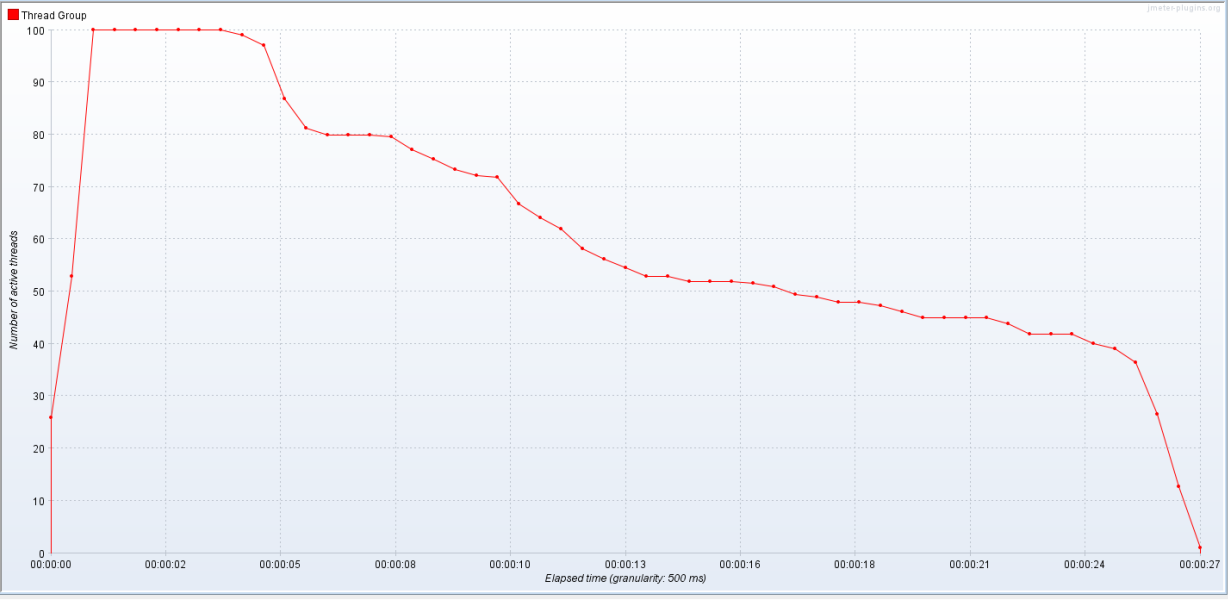 Thread Group
jmeter-plugins.org
100
90
80
70
60
50
40
30
20
10
0
Number of active threads
00:00:00 00:00:02 00:00:05 00:00:08 00:00:10 00:00:13 00:00:16 00:00:18 00:00:21 00:00:24 00:00:27
Elapsed time (granularity: 500 ms)